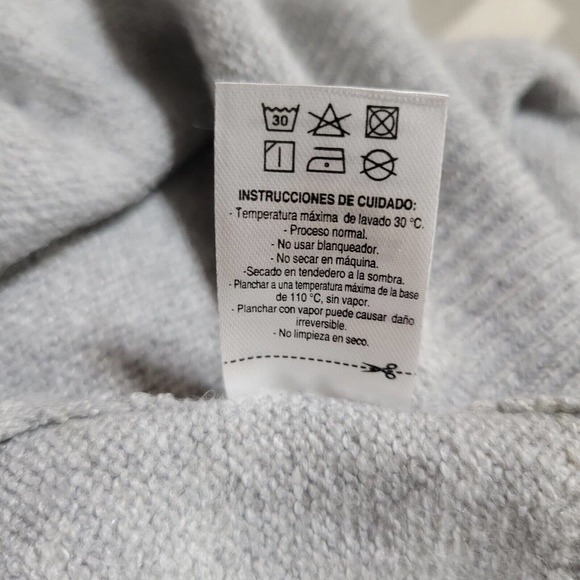 30
INSTRUCCIONES DE CUIDADO:
- Temperatura máxima de lavado 30 °C.
- Proceso normal.
- No usar blanqueador.
- No secar en máquina.
-Secado en tendedero a la sombra.
- Planchar a una temperatura máxima de la base
de 110 °C, sin vapor.
- Planchar con vapor puede causar daño
irreversible.
- No limpieza en seco.